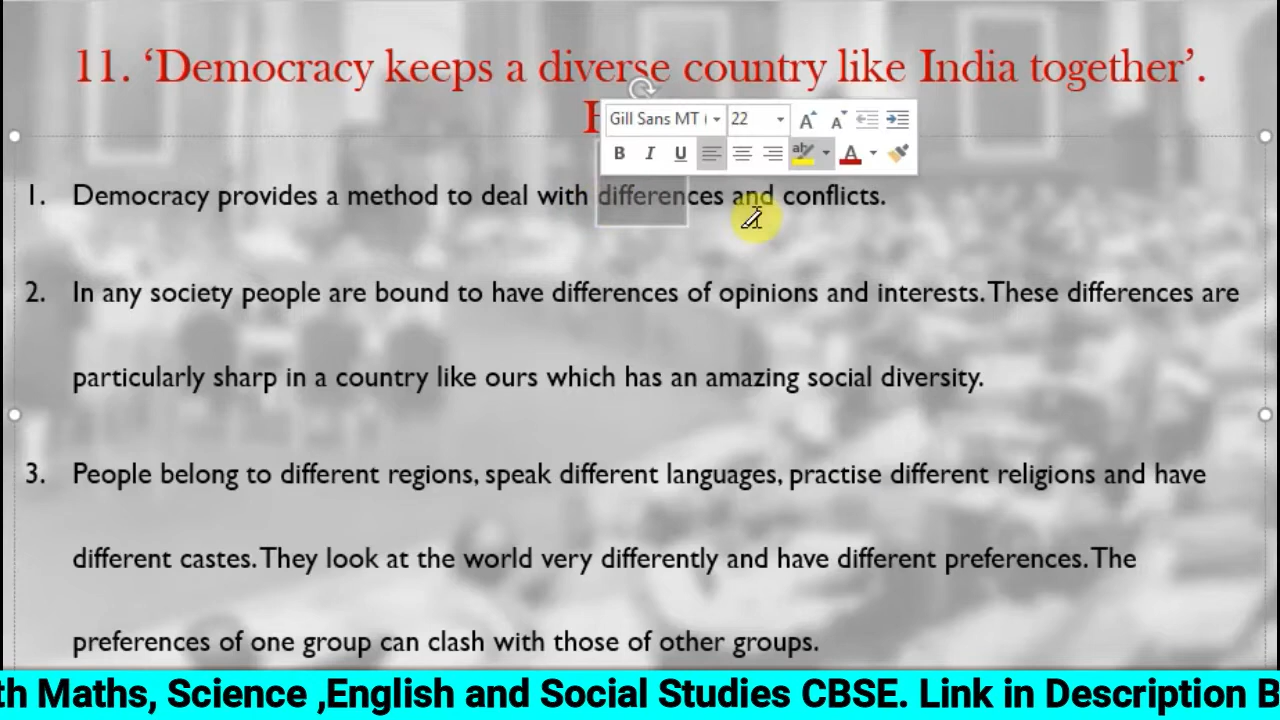 11. ‘Democracy keeps a diverse country like India together’.
Gill Sans MT ( 22
B I U
1. Democracy provides a method to deal with differences and conflicts.
2. In any society people are bound to have differences of opinions and interests. These differences are
particularly sharp in a country like ours which has an amazing social diversity.
3. People belong to different regions, speak different languages, practise different religions and have
different castes. They look at the world very differently and have different preferences. The
preferences of one group can clash with those of other groups.
th Maths, Science ,English and Social Studies CBSE. Link in Description B